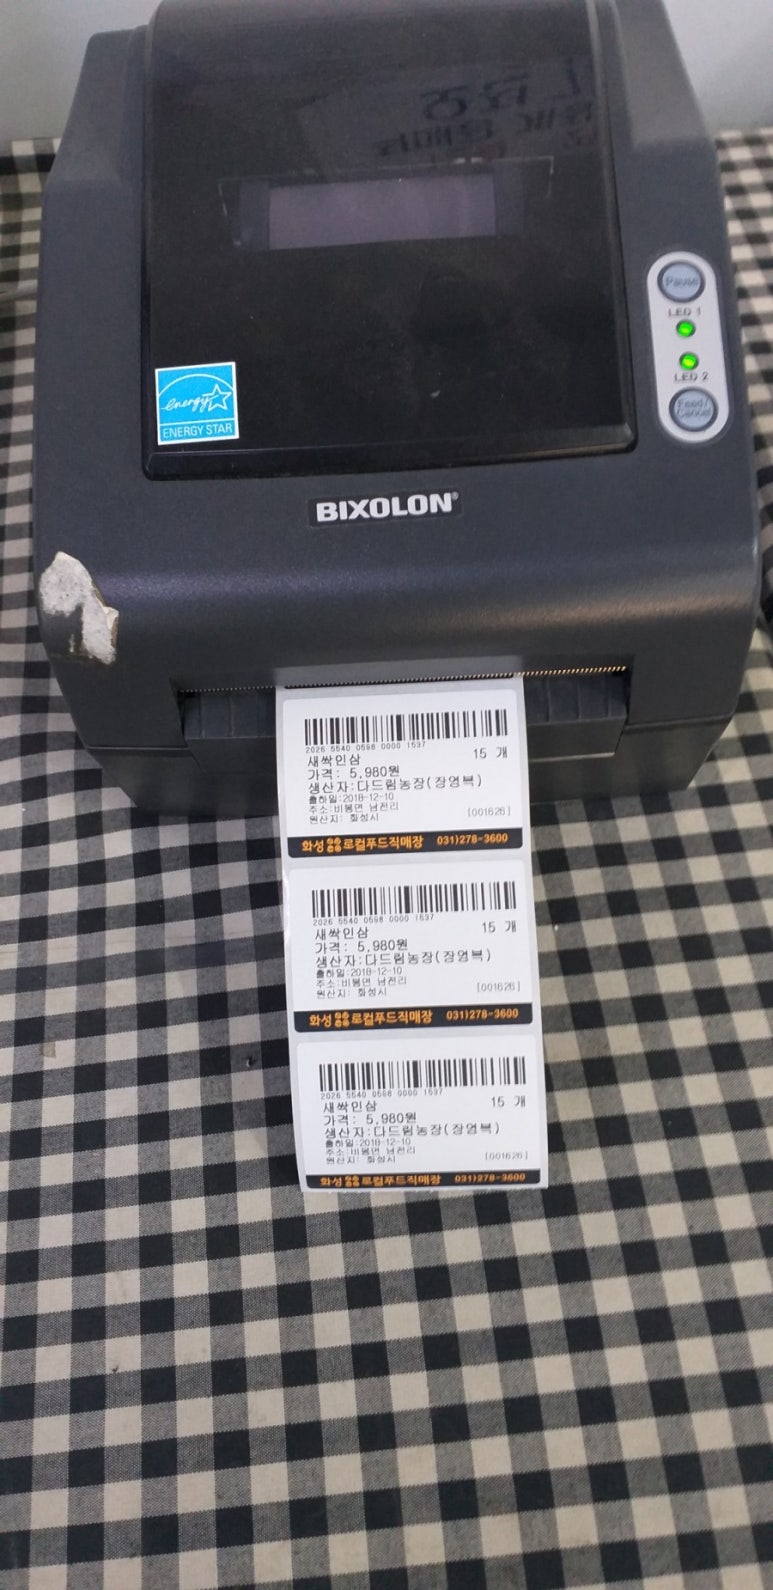 Pause
LED 1
LED 2
Feed/
Cancel
energy
ENERGY STAR
BIXOLON®
2026 5540 0598 0000 1537
새싹인삼 15 개
가격: 5,980원
생산자:다드림농장(장영복)
출하일:2018-12-10
주소:비봉면 남전리
원산지: 화성시 [001626]
화성 로컬푸드직매장 031)278-3600
2026 5540 0598 0000 1537
새싹인삼 15 개
가격: 5,980원
생산자:다드림농장(장영복)
출하일:2018-12-10
주소:비봉면 남전리
원산지: 화성시 [001626]
화성 로컬푸드직매장 031)278-3600
2026 5540 0598 0000 1537
새싹인삼 15 개
가격: 5,980원
생산자:다드림농장(장영복)
출하일:2018-12-10
주소:비봉면 남전리
원산지: 화성시 [001626]
화성 로컬푸드직매장 031)278-3600